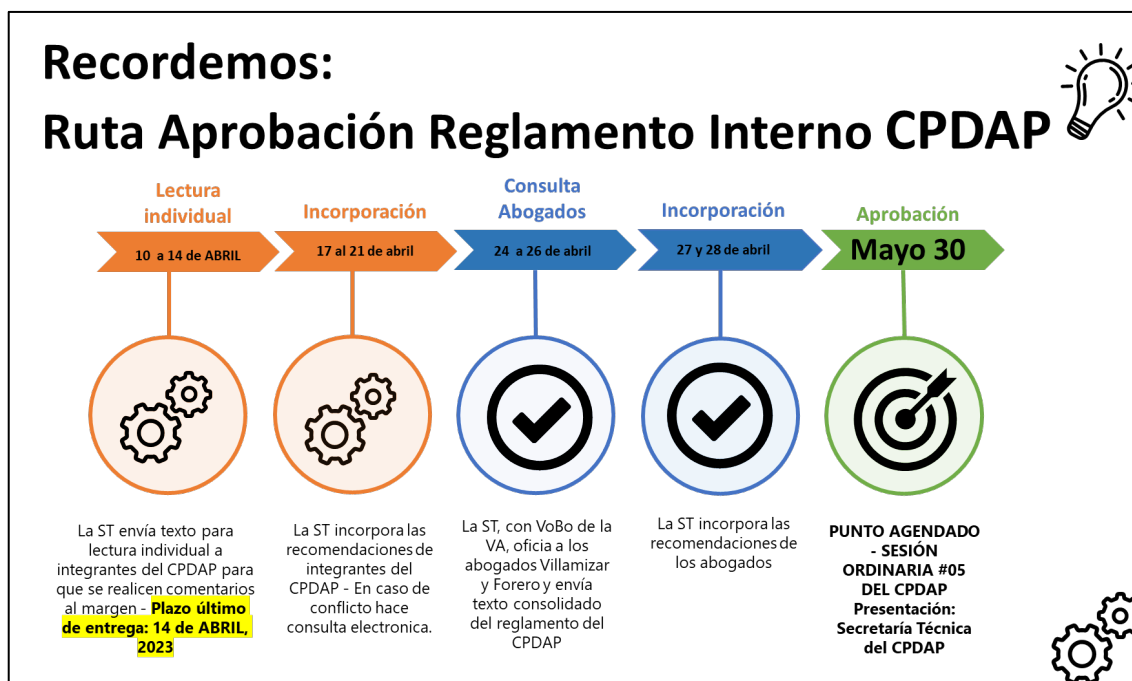 Recordemos:
Ruta Aprobación Reglamento Interno CPDAP
Lectura
individual
10 a 14 de ABRIL
La ST envía texto para
lectura individual a
integrantes del CPDAP para
que se realicen comentarios
al margen - Plazo último
de entrega: 14 de ABRIL,
2023
Incorporación
17 al 21 de abril
La ST incorpora las
recomendaciones de
integrantes del
CPDAP - En caso de
conflicto hace
consulta electronica.
Consulta
Abogados
24 a 26 de abril
La ST, con VoBo de la
VA, oficia a los
abogados Villamizar
y Forero y envía
texto consolidado
del reglamento del
CPDAP
Incorporación
27 y 28 de abril
La ST incorpora las
recomendaciones de
los abogados
Aprobación
Mayo 30
PUNTO AGENDADO
- SESIÓN
ORDINARIA #05
DEL CPDAP
Presentación:
Secretaría Técnica
del CPDAP